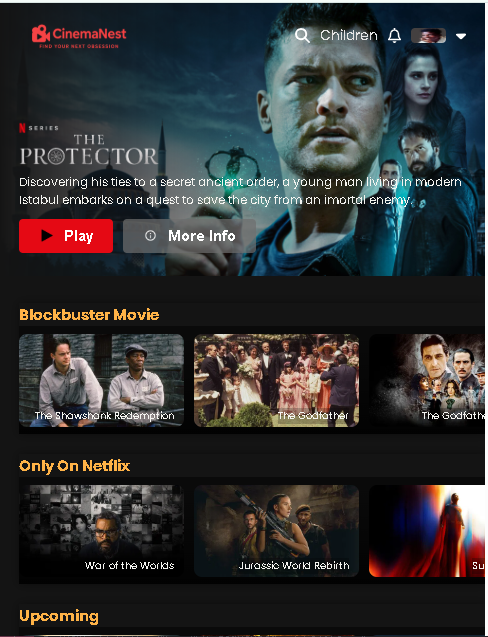 CinemaNest
FIND YOUR NEXT OBSESSION
Children
N SERIES
THE
PROTECTOR
Discovering his ties to a secret ancient order, a young man living in modern
Istabul embarks on a quest to save the city from an imortal enemy.
Play
More Info
Blockbuster Movie
The Shawshank Redemption
The Godfather
The Godfathe
Only On Netflix
War of the Worlds
Jurassic World Rebirth
Su
Upcoming